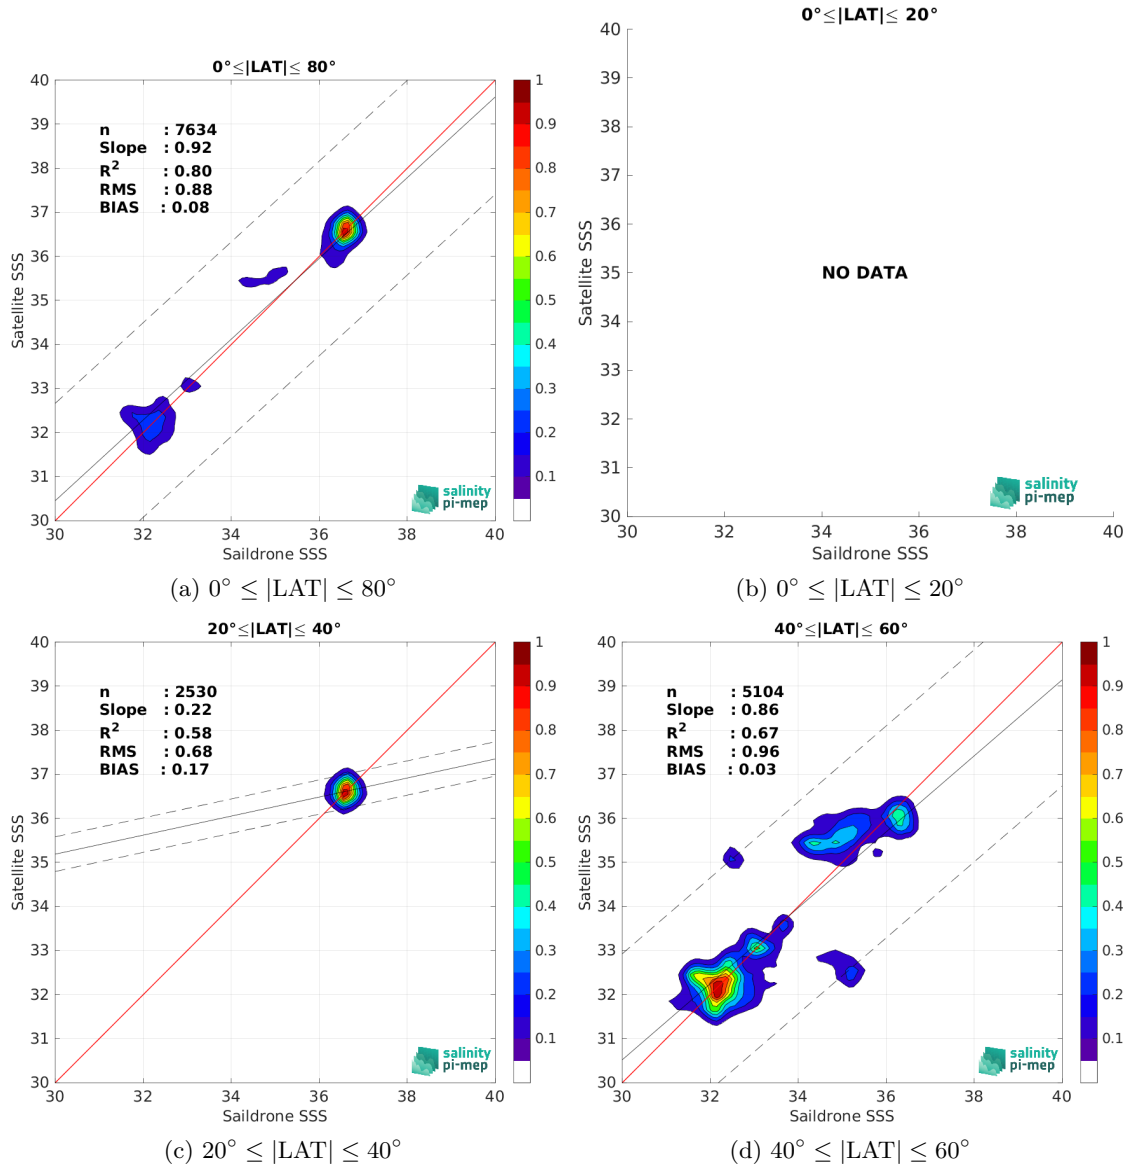 0°≤|LAT|≤ 80°
40
39
38
37
36
35
34
33
32
31
30
Satellite SSS
n : 7634
Slope : 0.92
R² : 0.80
RMS : 0.88
BIAS : 0.08
1
0.9
0.8
0.7
0.6
0.5
0.4
0.3
0.2
0.1
salinity
pi-mep
30 32 34 36 38 40
Saildrone SSS
(a) 0° ≤ |LAT| ≤ 80°
0°≤|LAT|≤ 20°
40
39
38
37
36
35
34
33
32
31
30
Satellite SSS
NO DATA
salinity
pi-mep
30 32 34 36 38 40
Saildrone SSS
(b) 0° ≤ |LAT| ≤ 20°
20°≤|LAT|≤ 40°
40
39
38
37
36
35
34
33
32
31
30
Satellite SSS
n : 2530
Slope : 0.22
R² : 0.58
RMS : 0.68
BIAS : 0.17
1
0.9
0.8
0.7
0.6
0.5
0.4
0.3
0.2
0.1
salinity
pi-mep
30 32 34 36 38 40
Saildrone SSS
(c) 20° ≤ |LAT| ≤ 40°
40°≤|LAT|≤ 60°
40
39
38
37
36
35
34
33
32
31
30
Satellite SSS
n : 5104
Slope : 0.86
R² : 0.67
RMS : 0.96
BIAS : 0.03
1
0.9
0.8
0.7
0.6
0.5
0.4
0.3
0.2
0.1
salinity
pi-mep
30 32 34 36 38 40
Saildrone SSS
(d) 40° ≤ |LAT| ≤ 60°